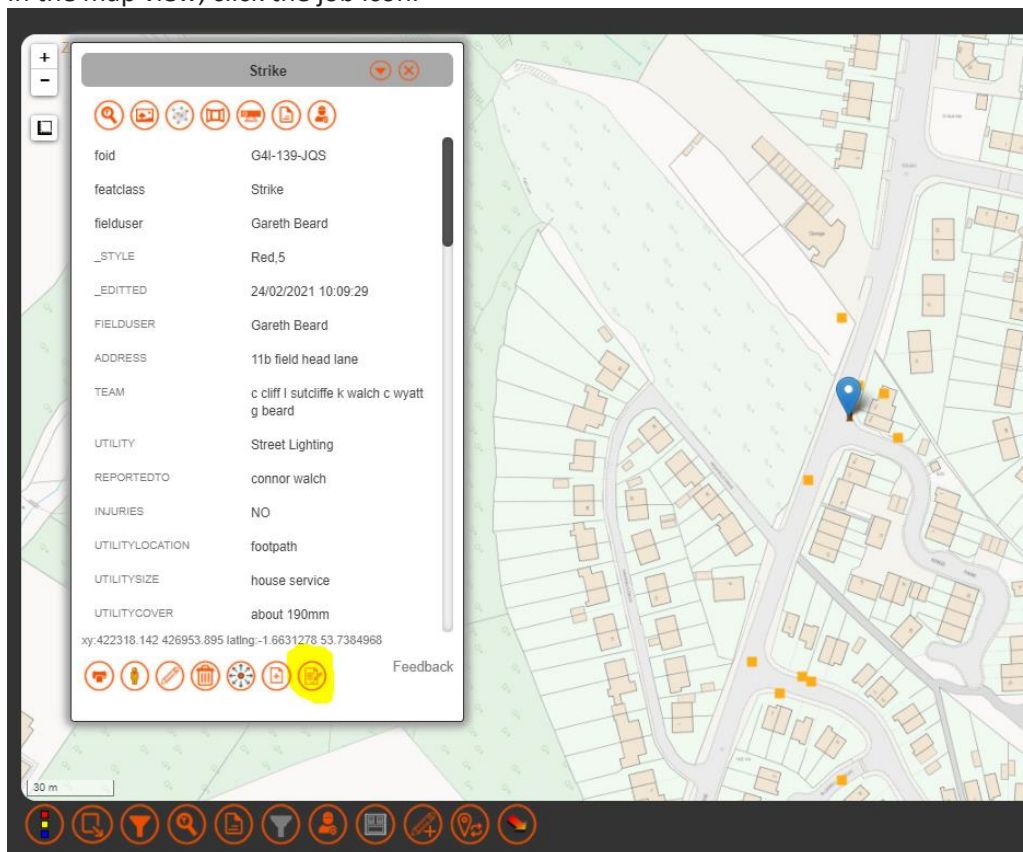 in the map view, click the job icon.
+
-
Strike
foid G4I-139-JQS
featclass Strike
fielduser Gareth Beard
_STYLE Red,5
_EDITTED 24/02/2021 10:09:29
FIELDUSER Gareth Beard
ADDRESS 11b field head lane
TEAM c cliff l sutcliffe k walch c wyatt
g beard
UTILITY Street Lighting
REPORTEDTO connor walch
INJURIES NO
UTILITYLOCATION footpath
UTILITYSIZE house service
UTILITYCOVER about 190mm
xy:422318.142 426953.895 latlng:-1.6631278 53.7384968
Feedback
30 m